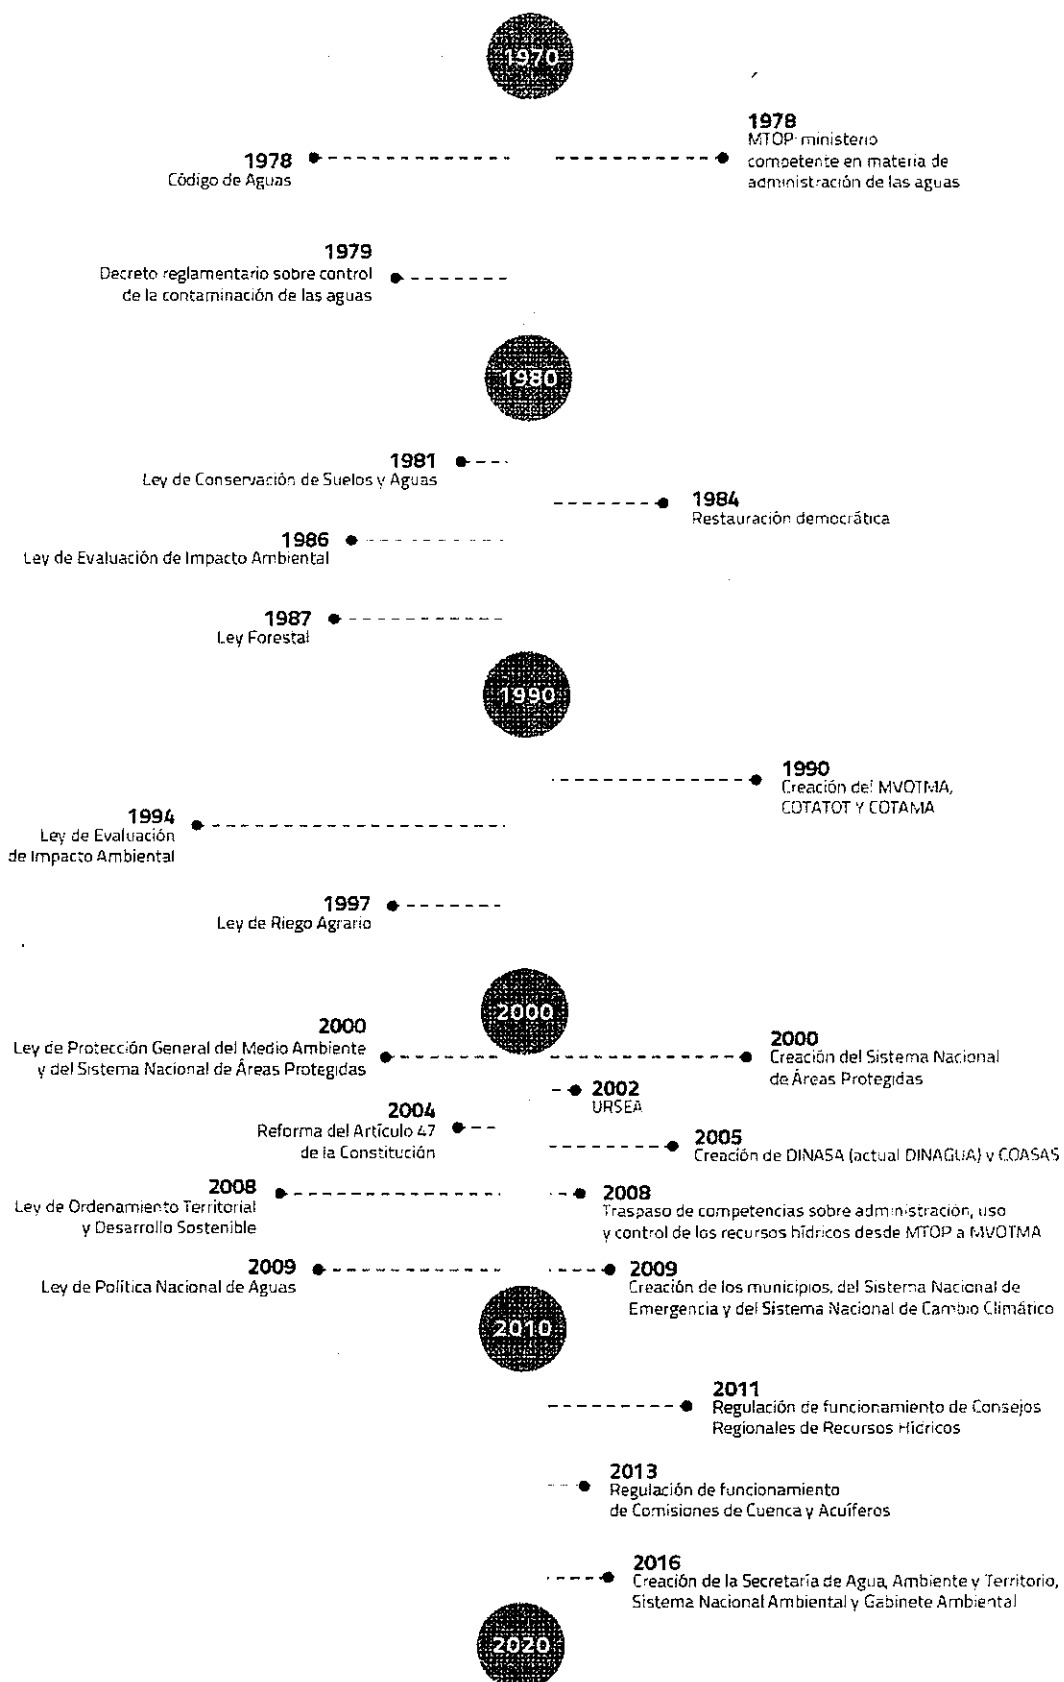 1970
1978
Código de Aguas
1978
MTOP: ministerio
competente en materia de
administración de las aguas
1979
Decreto reglamentario sobre control
de la contaminación de las aguas
1980
1981
Ley de Conservación de Suelos y Aguas
1984
Restauración democrática
1986
Ley de Evaluación de Impacto Ambiental
1987
Ley Forestal
1990
1990
Creación del MVOTMA,
COTATOT Y COTAMA
1994
Ley de Evaluación
de Impacto Ambiental
1997
Ley de Riego Agrario
2000
2000
Ley de Protección General del Medio Ambiente
y del Sistema Nacional de Áreas Protegidas
2000
Creación del Sistema Nacional
de Áreas Protegidas
2002
URSEA
2004
Reforma del Artículo 47
de la Constitución
2005
Creación de DINASA (actual DINAGUA) y COASAS
2008
Ley de Ordenamiento Territorial
y Desarrollo Sostenible
2008
Traspaso de competencias sobre administración, uso
y control de los recursos hídricos desde MTOP a MVOTMA
2009
Ley de Política Nacional de Aguas
2009
Creación de los municipios, del Sistema Nacional de
Emergencia y del Sistema Nacional de Cambio Climático
2010
2011
Regulación de funcionamiento de Consejos
Regionales de Recursos Hídricos
2013
Regulación de funcionamiento
de Comisiones de Cuenca y Acuíferos
2016
Creación de la Secretaría de Agua, Ambiente y Territorio,
Sistema Nacional Ambiental y Gabinete Ambiental
2020